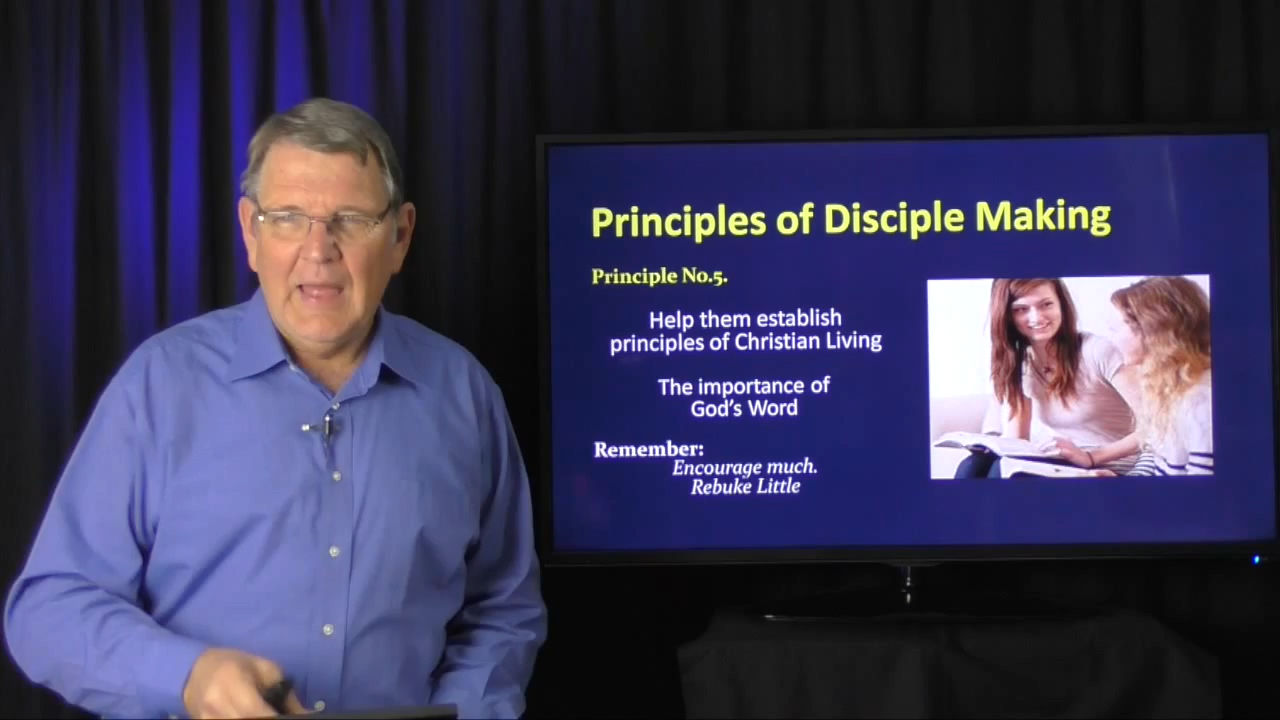 Principles of Disciple Making
Principle No.5.
Help them establish
principles of Christian Living
The importance of
God's Word
Remember:
Encourage much.
Rebuke Little